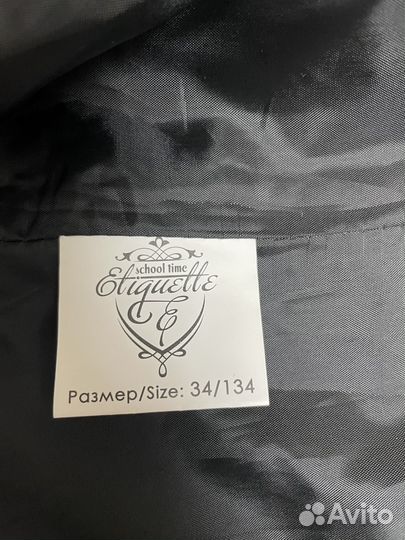 school time
Etiquette
E
Размер/Size: 34/134
Avito